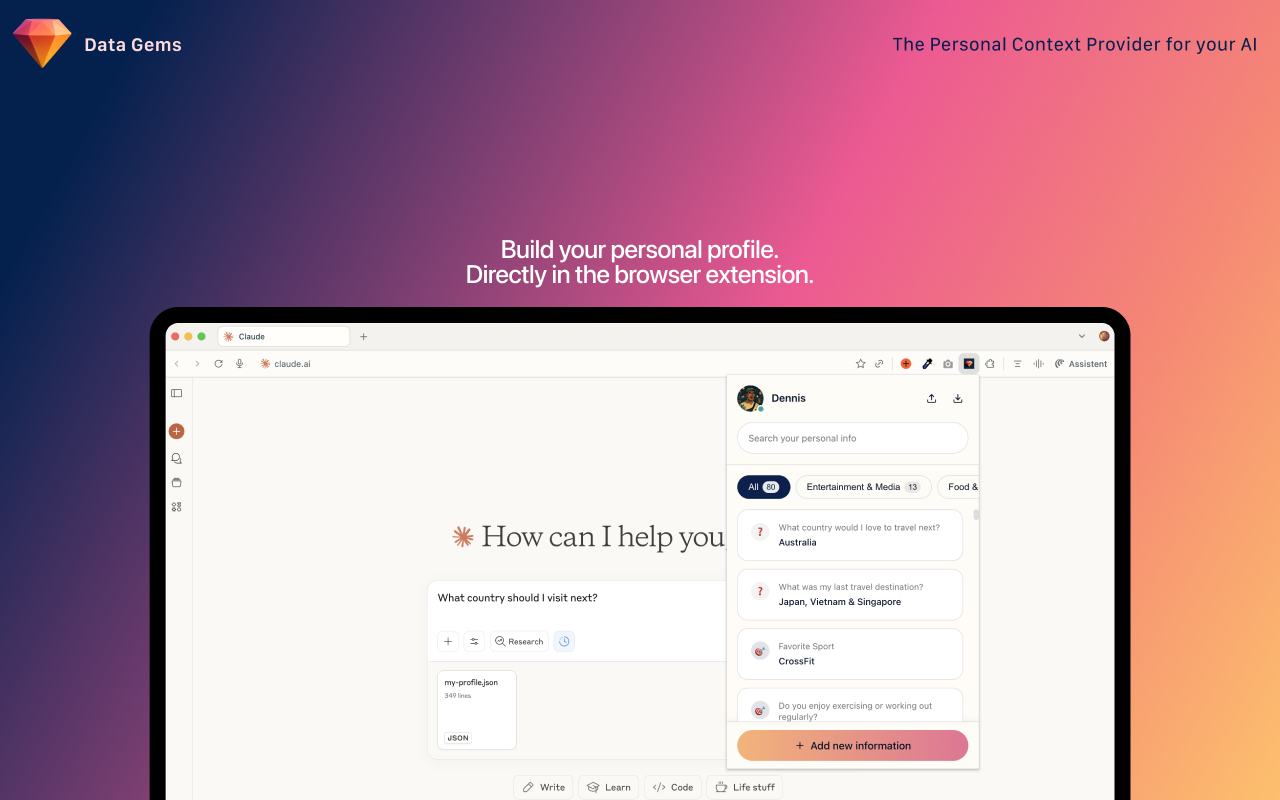 Data Gems
The Personal Context Provider for your AI
Build your personal profile.
Directly in the browser extension.
Claude
claude.ai
Assistent
Dennis
Search your personal info
All 80
Entertainment & Media 13
Food &
What country would I love to travel next?
Australia
What was my last travel destination?
Japan, Vietnam & Singapore
Favorite Sport
CrossFit
Do you enjoy exercising or working out
regularly?
+ Add new information
How can I help you
What country should I visit next?
Research
my-profile.json
349 lines
JSON
Write
Learn
Code
Life stuff